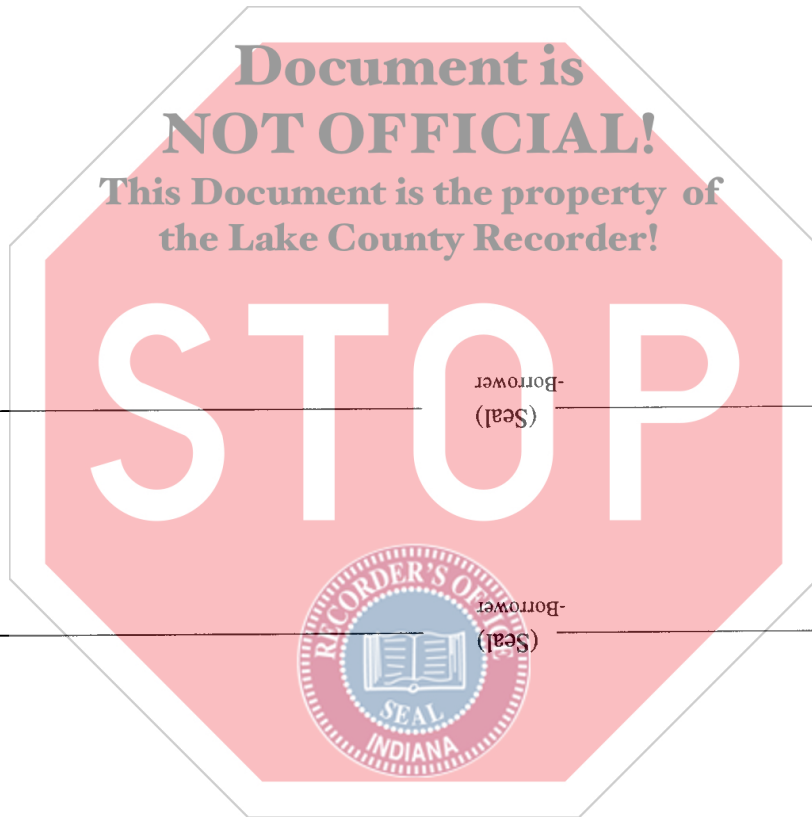 Document is
NOT OFFICIAL!
This Document is the property of
the Lake County Recorder!
STOP
-Borrower
(Seal)
RECORDER'S OFFICE
-Borrower
(Seal)
SEAL
INDIANA